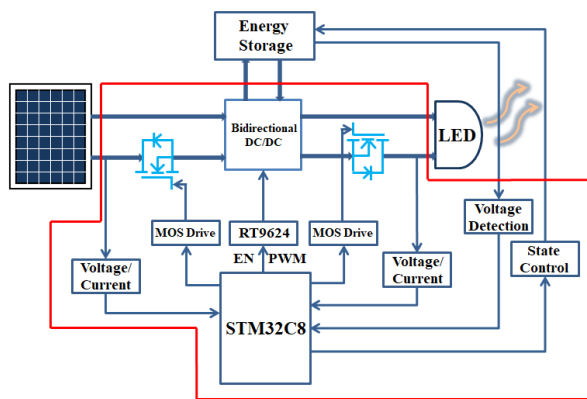 Energy
Storage
Bidirectional
DC/DC
LED
MOS Drive
RT9624
MOS Drive
Voltage
Detection
EN
PWM
Voltage/
Current
Voltage/
Current
State
Control
STM32C8